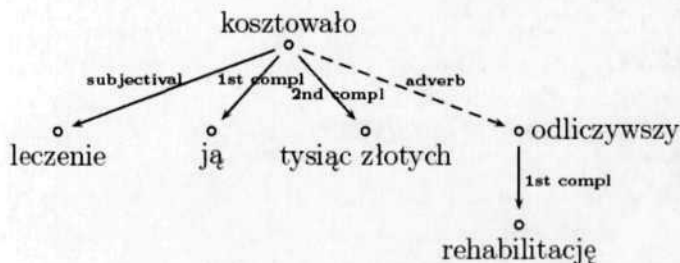 kosztowało
subjectival 1st compl 2nd compl adverb
leczenie ją tysiąc złotych odliczywszy
1st compl
rehabilitację